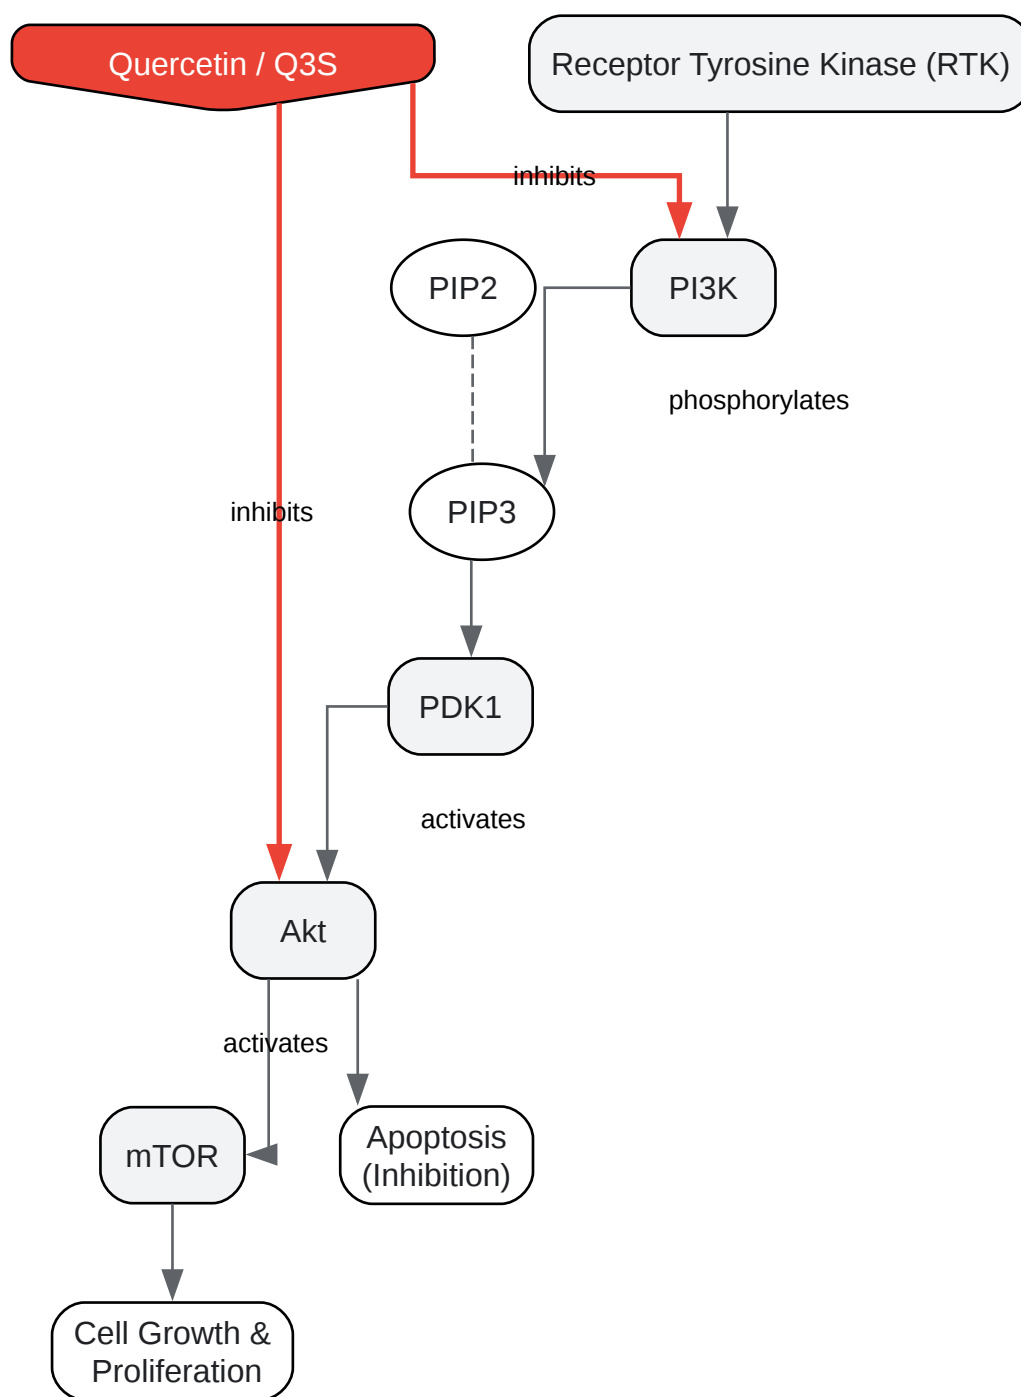 Quercetin / Q3S
Receptor Tyrosine Kinase (RTK)
inhibits
PIP2
PI3K
phosphorylates
inhibits
PIP3
PDK1
activates
Akt
activates
mTOR
Apoptosis
(Inhibition)
Cell Growth &
Proliferation